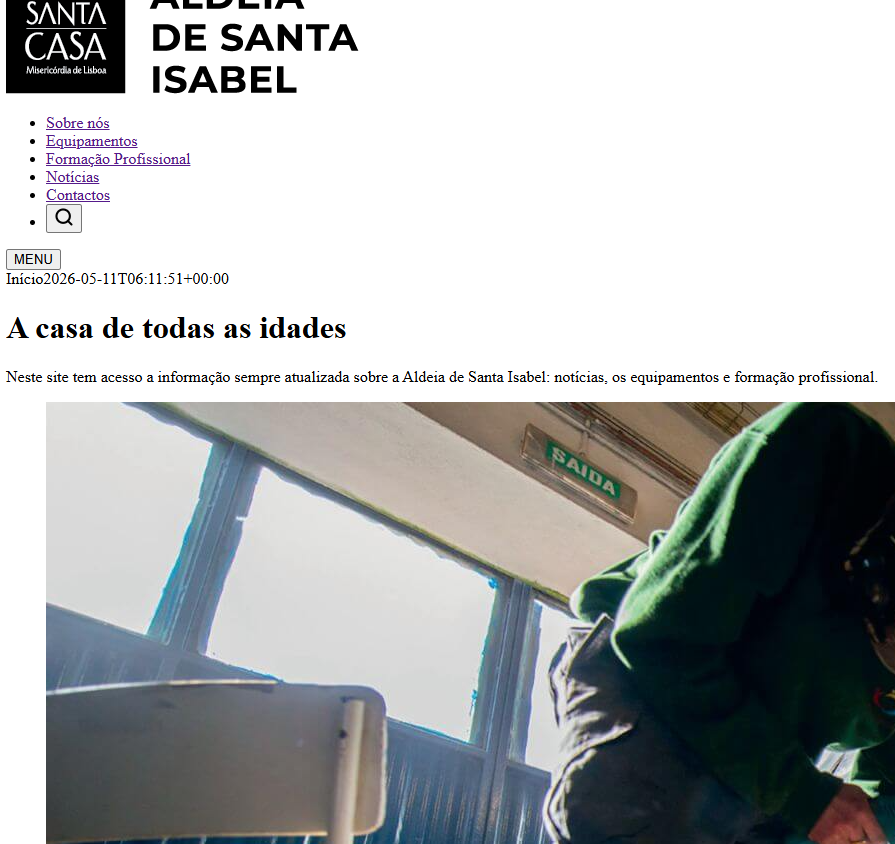 SANTA
CASA
Misericórdia de Lisboa
ALDEIA
DE SANTA
ISABEL
Sobre nós
Equipamentos
Formação Profissional
Notícias
Contactos
MENU
Início2026-05-11T06:11:51+00:00
A casa de todas as idades
Neste site tem acesso a informação sempre atualizada sobre a Aldeia de Santa Isabel: notícias, os equipamentos e formação profissional.
SAIDA